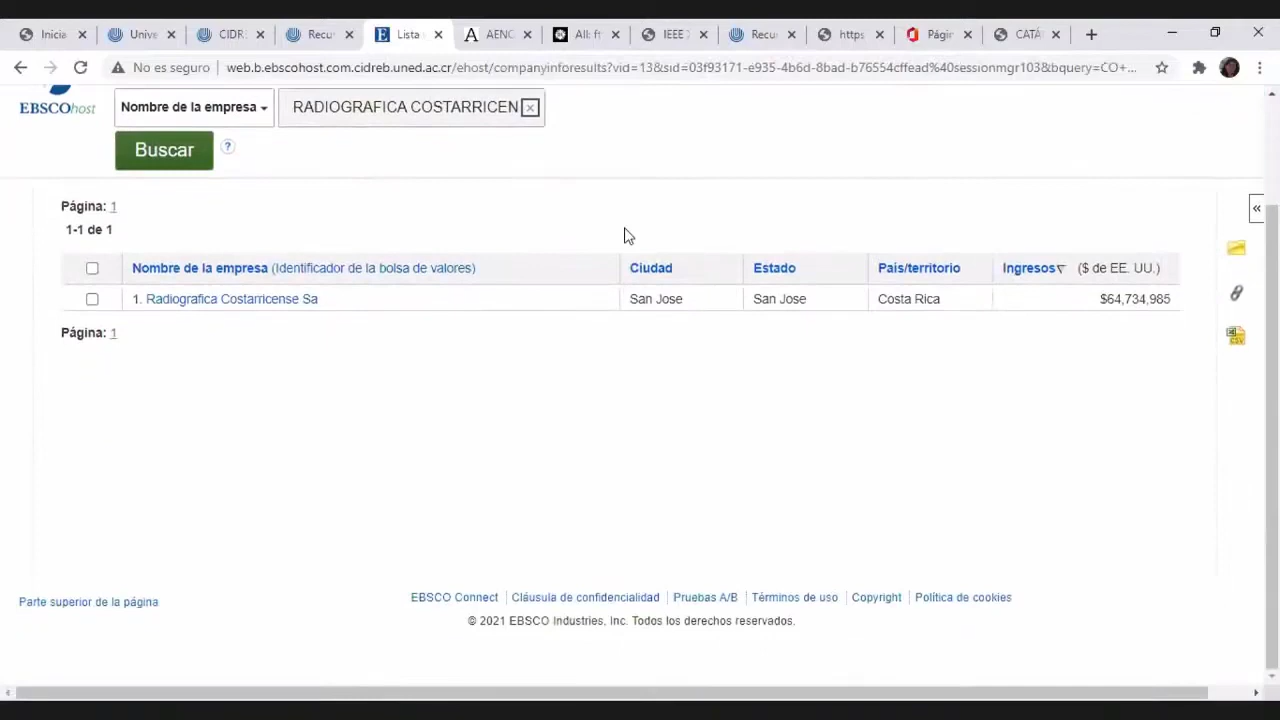 Inicia
Unive
CIDR
Recu
Lista
AENC
All: f
IEEE
Recu
https
Págin
CATÁ
No es seguro
web.b.ebscohost.com.cidreb.uned.ac.cr/ehost/companyinforesults?vid=13&sid=03f93171-e935-4b6d-8bad-b76554cffead%40sessionmgr103&bquery=CO+...
EBSCOhost
Nombre de la empresa
RADIOGRAFICA COSTARRICEN
Buscar
?
Página: 1
1-1 de 1
Nombre de la empresa (Identificador de la bolsa de valores) Ciudad Estado País/territorio Ingresos ($ de EE. UU.)
1. Radiografica Costarricense Sa San Jose San Jose Costa Rica $64,734,985
Página: 1
CSV
Parte superior de la página
EBSCO Connect Cláusula de confidencialidad Pruebas A/B Términos de uso Copyright Política de cookies
© 2021 EBSCO Industries, Inc. Todos los derechos reservados.